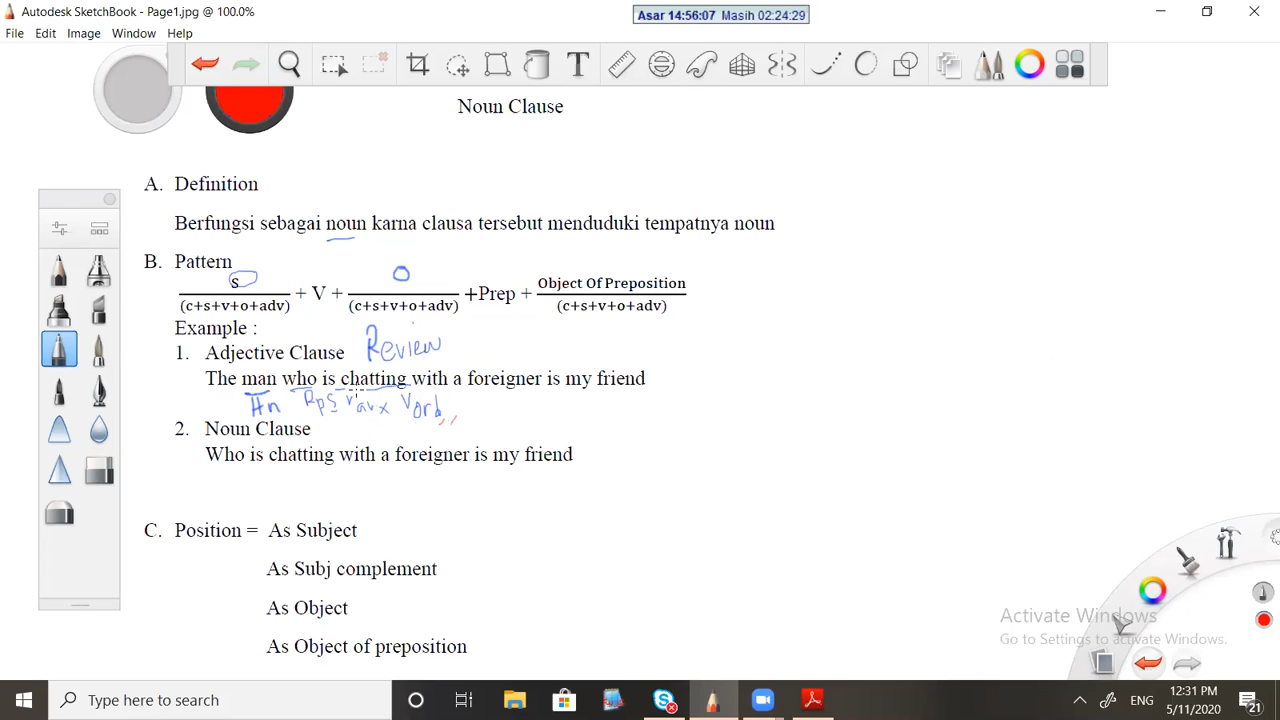 Autodesk SketchBook - Page1.jpg @ 100.0%
Asar 14:56:07 Masih 02:24:29
File Edit Image Window Help
Noun Clause
A. Definition
Berfungsi sebagai noun karna clausa tersebut menduduki tempatnya noun
B. Pattern
S O Object Of Preposition
+ V + +Prep +
(c+s+v+o+adv) (c+s+v+o+adv) (c+s+v+o+adv)
Example :
1. Adjective Clause Review
The man who is chatting with a foreigner is my friend
Hn Rps
2. Noun Clause
Who is chatting with a foreigner is my friend
C. Position = As Subject
As Subj complement
As Object
As Object of preposition
Activate Windows
Go to Settings to activate Windows.
Type here to search
ENG
12:31 PM
5/11/2020
21